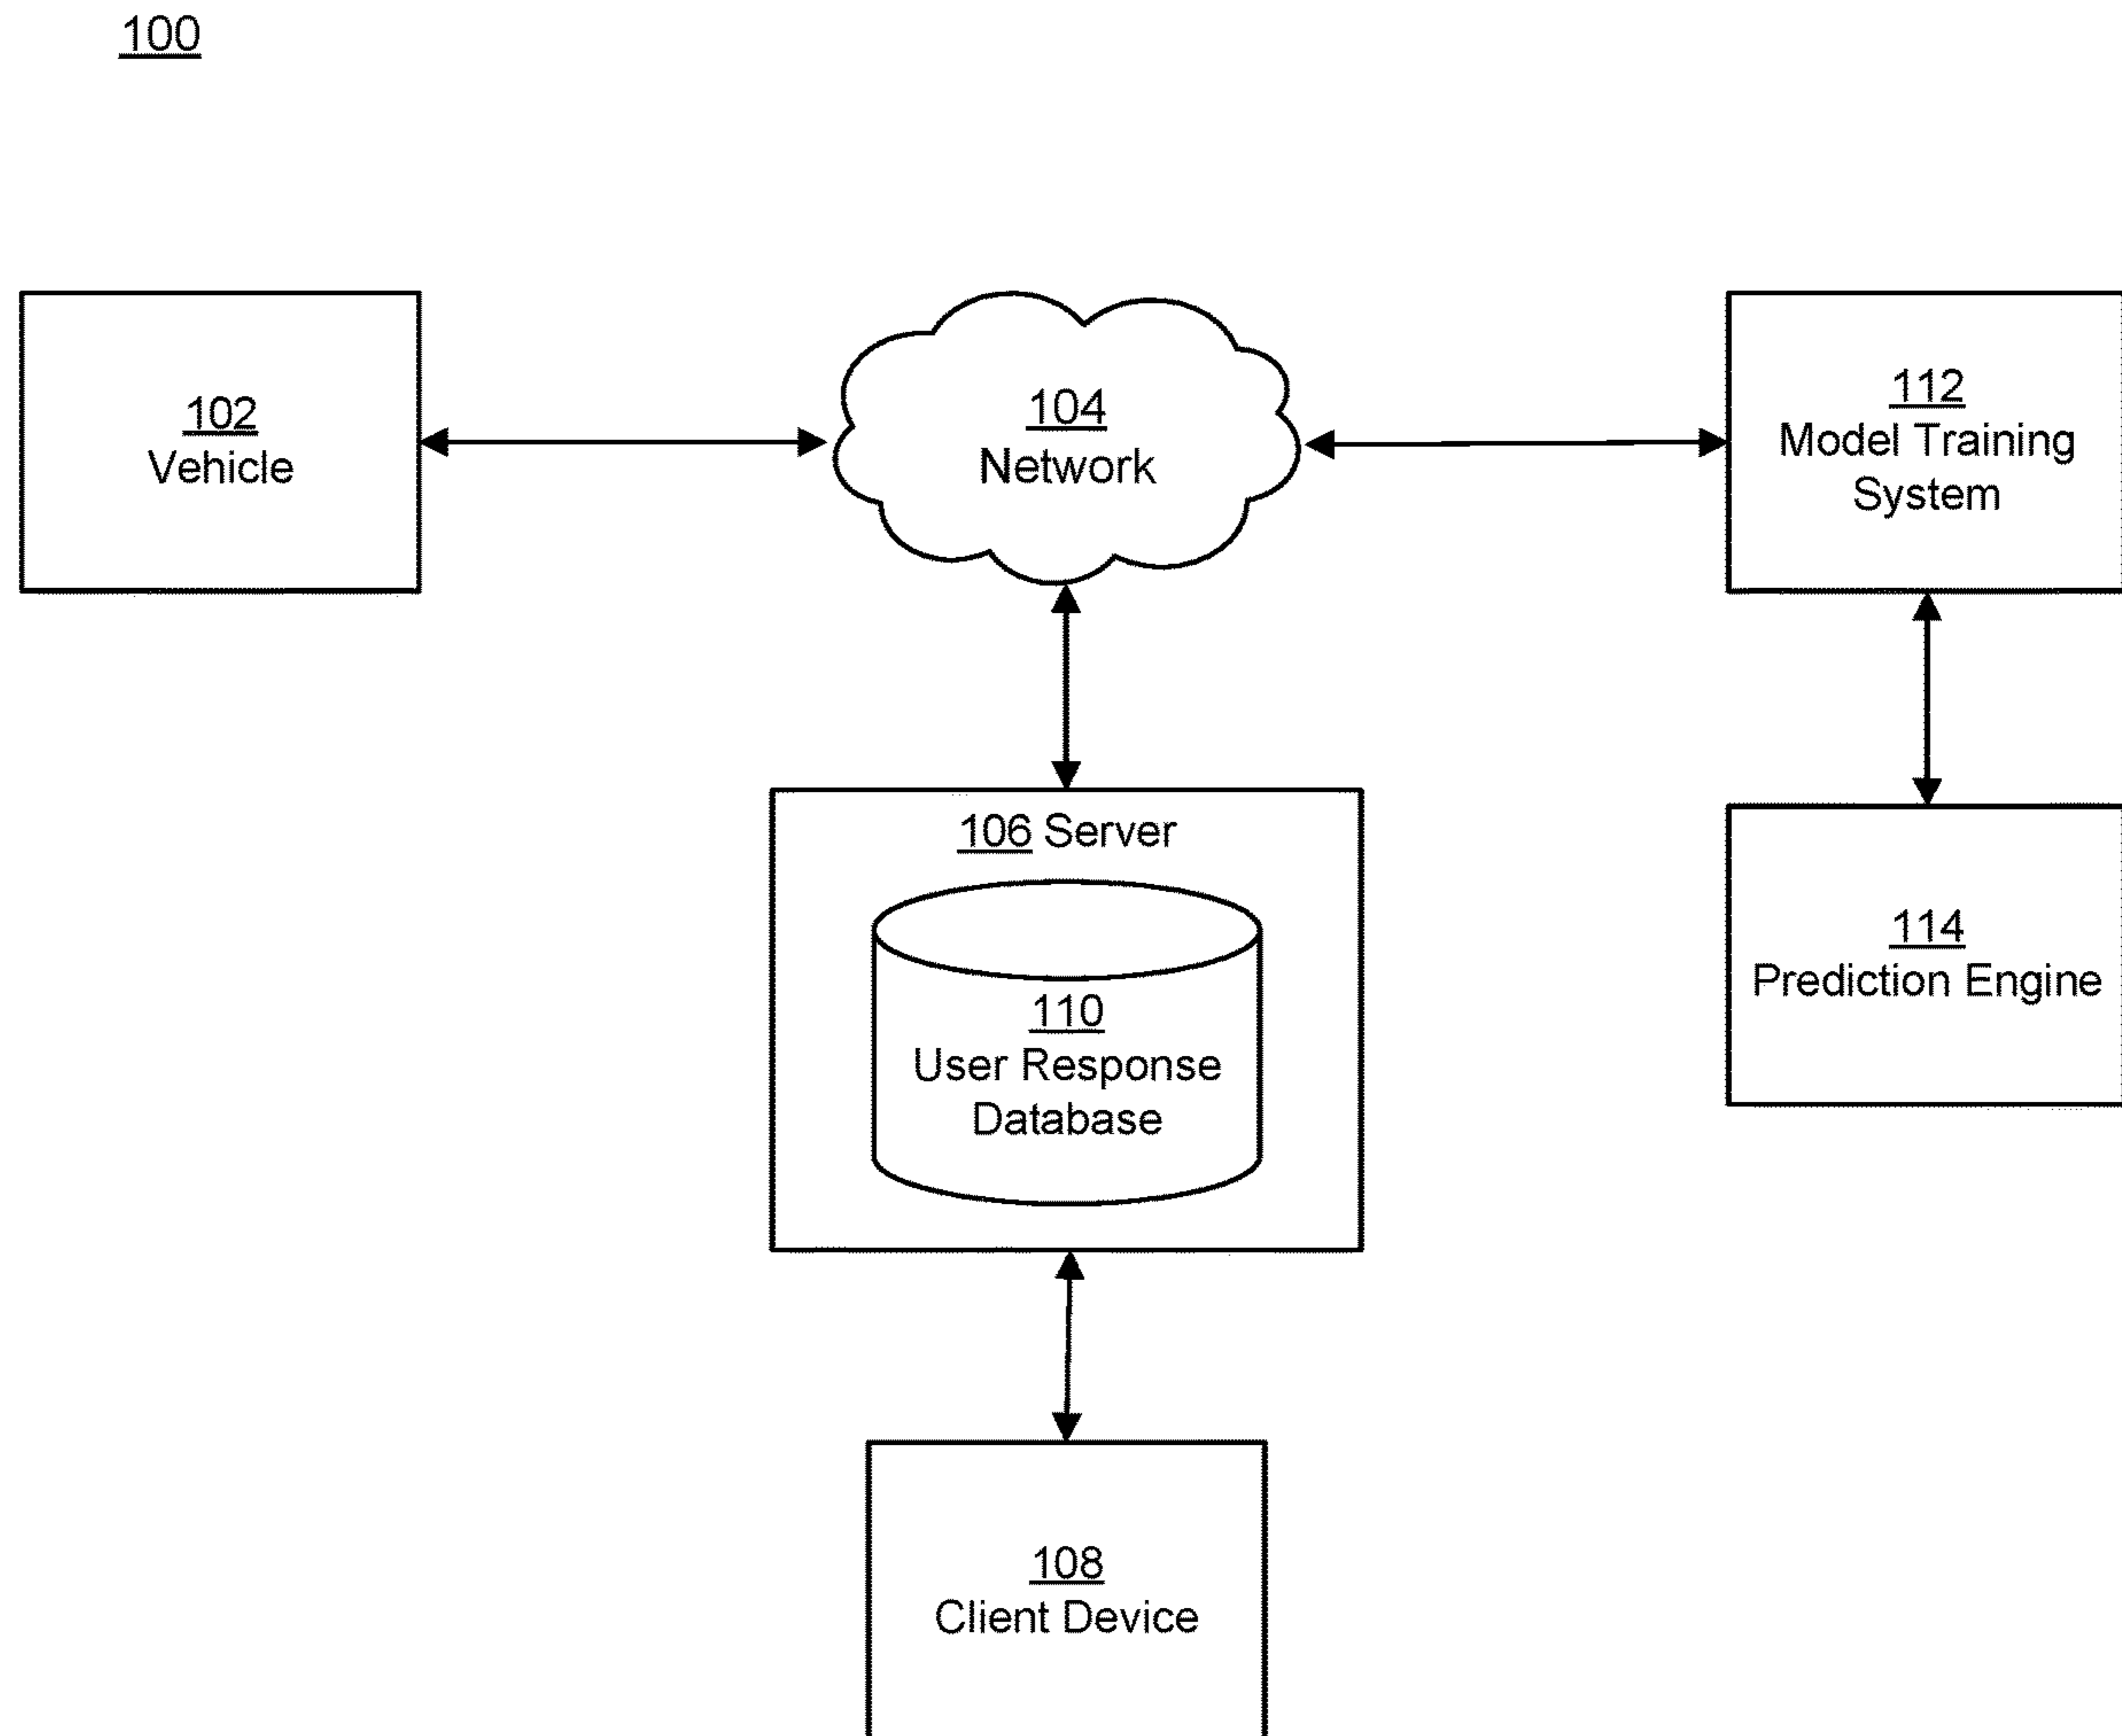 100
102
Vehicle
104
Network
112
Model Training
System
106 Server
110
User Response
Database
114
Prediction Engine
108
Client Device